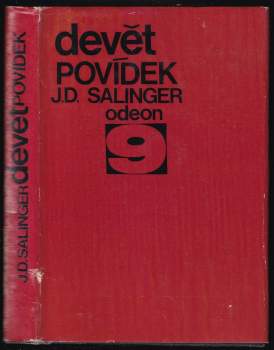 devět
POVÍDEK
J.D. SALINGER
odeon
9
J.D.SALINGER devět POVÍDEK